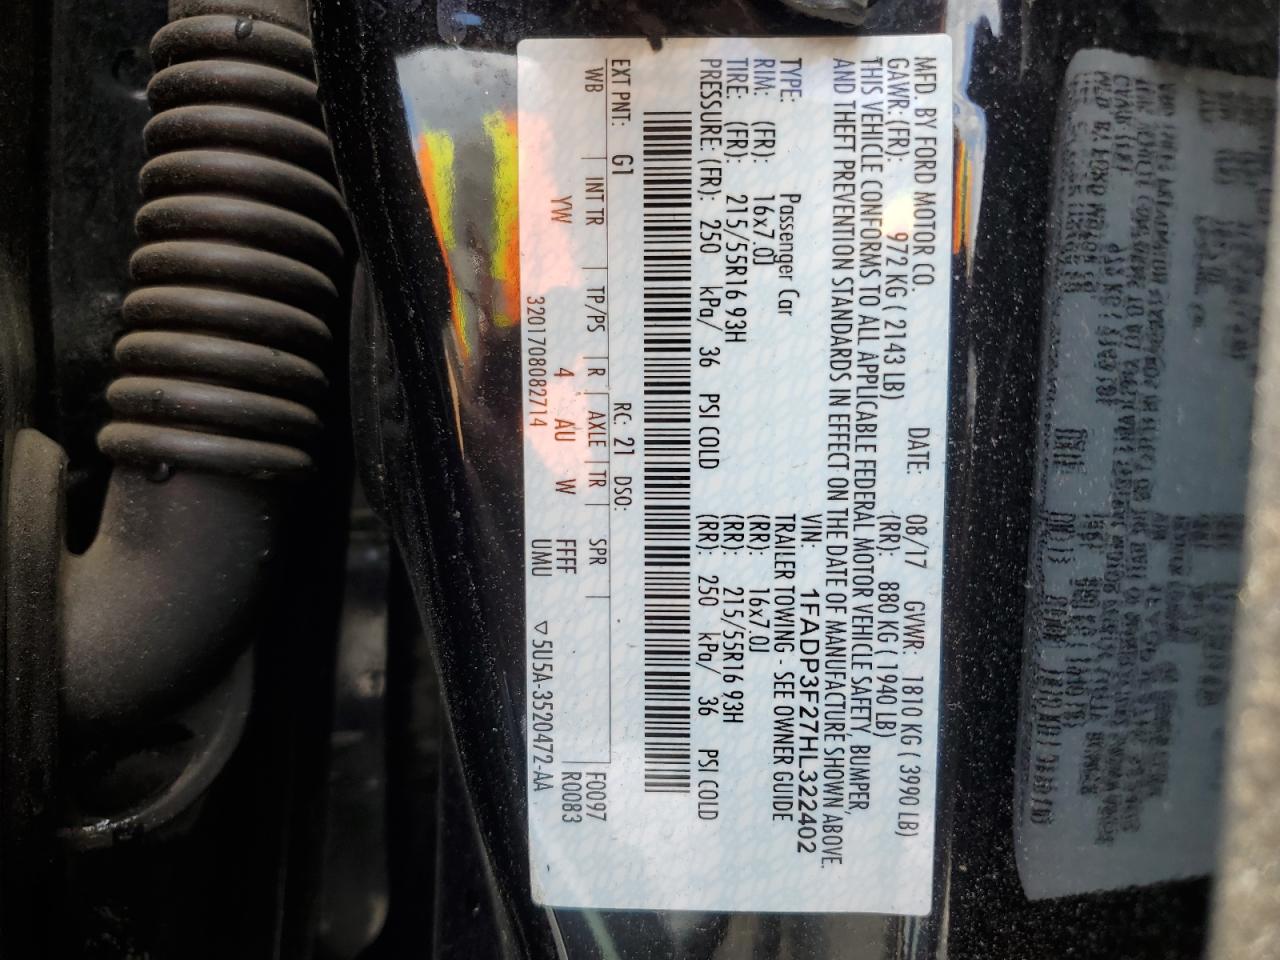 MFD. BY FORD MOTOR CO. DATE: 08/17 GVWR: 1810 KG ( 3990 LB)
GAWR: (FR): 972 KG ( 2143 LB) (RR): 880 KG ( 1940 LB)
THIS VEHICLE CONFORMS TO ALL APPLICABLE FEDERAL MOTOR VEHICLE SAFETY, BUMPER,
AND THEFT PREVENTION STANDARDS IN EFFECT ON THE DATE OF MANUFACTURE SHOWN ABOVE.
VIN: 1FADP3F27HL322402
TYPE: Passenger Car TRAILER TOWING - SEE OWNER GUIDE
RIM: (FR): 16x7.0J (RR): 16x7.0J
TIRE: (FR): 215/55R16 93H (RR): 215/55R16 93H
PRESSURE: (FR): 250 kPa/ 36 PSI COLD (RR): 250 kPa/ 36 PSI COLD
EXT PNT: G1 RC: 21 DSO: F0097
WB INT TR TP/PS R AXLE TR SPR R0083
YW 4 AU W FFF
3201708082714 UMU ▽5U5A-3520472-AA